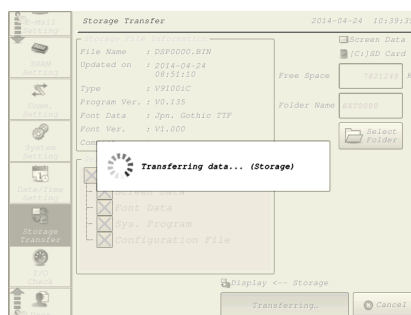 E-Mail
Setting
SRAM
Setting
Comm.
Setting
System
Setting
Date/Time
Setting
Storage
Transfer
I/O
Check
Storage Transfer
2014-04-24 10:39:3
Storage File Information
File Name : DSP0000.BIN
Updated on : 2014-04-24
08:51:10
Type : V9100iC
Program Ver. : V0.135
Font Data : Jpn. Gothic TTF
Font Ver. : V1.000
Transferring data... (Storage)
Screen Data
Font Data
Sys. Program
Configuration File
Screen Data
[C:]SD Card
Free Space 7821248
Folder Name EXT0000
Select
Folder
Display <-- Storage
Transferring…
Cancel